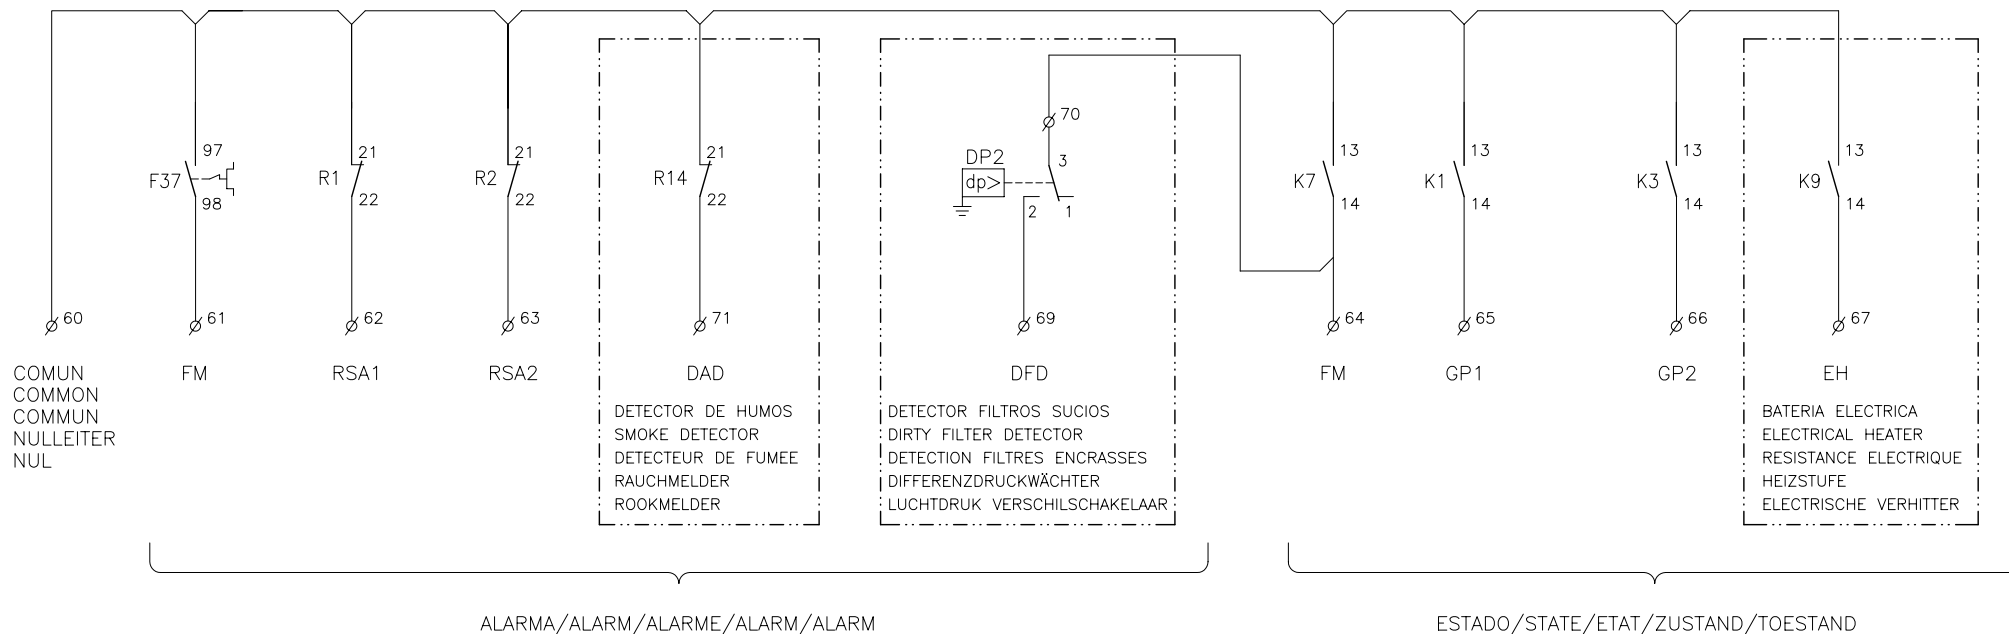 70
97
21
21
21
DP2
3
13
13
13
13
F37
R1
R2
R14
dp>
K7
K1
K3
K9
98
22
22
22
2
1
14
14
14
14
60
61
62
63
71
69
64
65
66
67
COMUN
COMMON
COMMUN
NULLEITER
NUL
FM
RSA1
RSA2
DAD
DFD
FM
GP1
GP2
EH
DETECTOR DE HUMOS
SMOKE DETECTOR
DETECTEUR DE FUMEE
RAUCHMELDER
ROOKMELDER
DETECTOR FILTROS SUCIOS
DIRTY FILTER DETECTOR
DETECTION FILTRES ENCRASSES
DIFFERENZDRUCKWÄCHTER
LUCHTDRUK VERSCHILSCHAKELAAR
BATERIA ELECTRICA
ELECTRICAL HEATER
RESISTANCE ELECTRIQUE
HEIZSTUFE
ELECTRISCHE VERHITTER
ALARMA/ALARM/ALARME/ALARM/ALARM
ESTADO/STATE/ETAT/ZUSTAND/TOESTAND